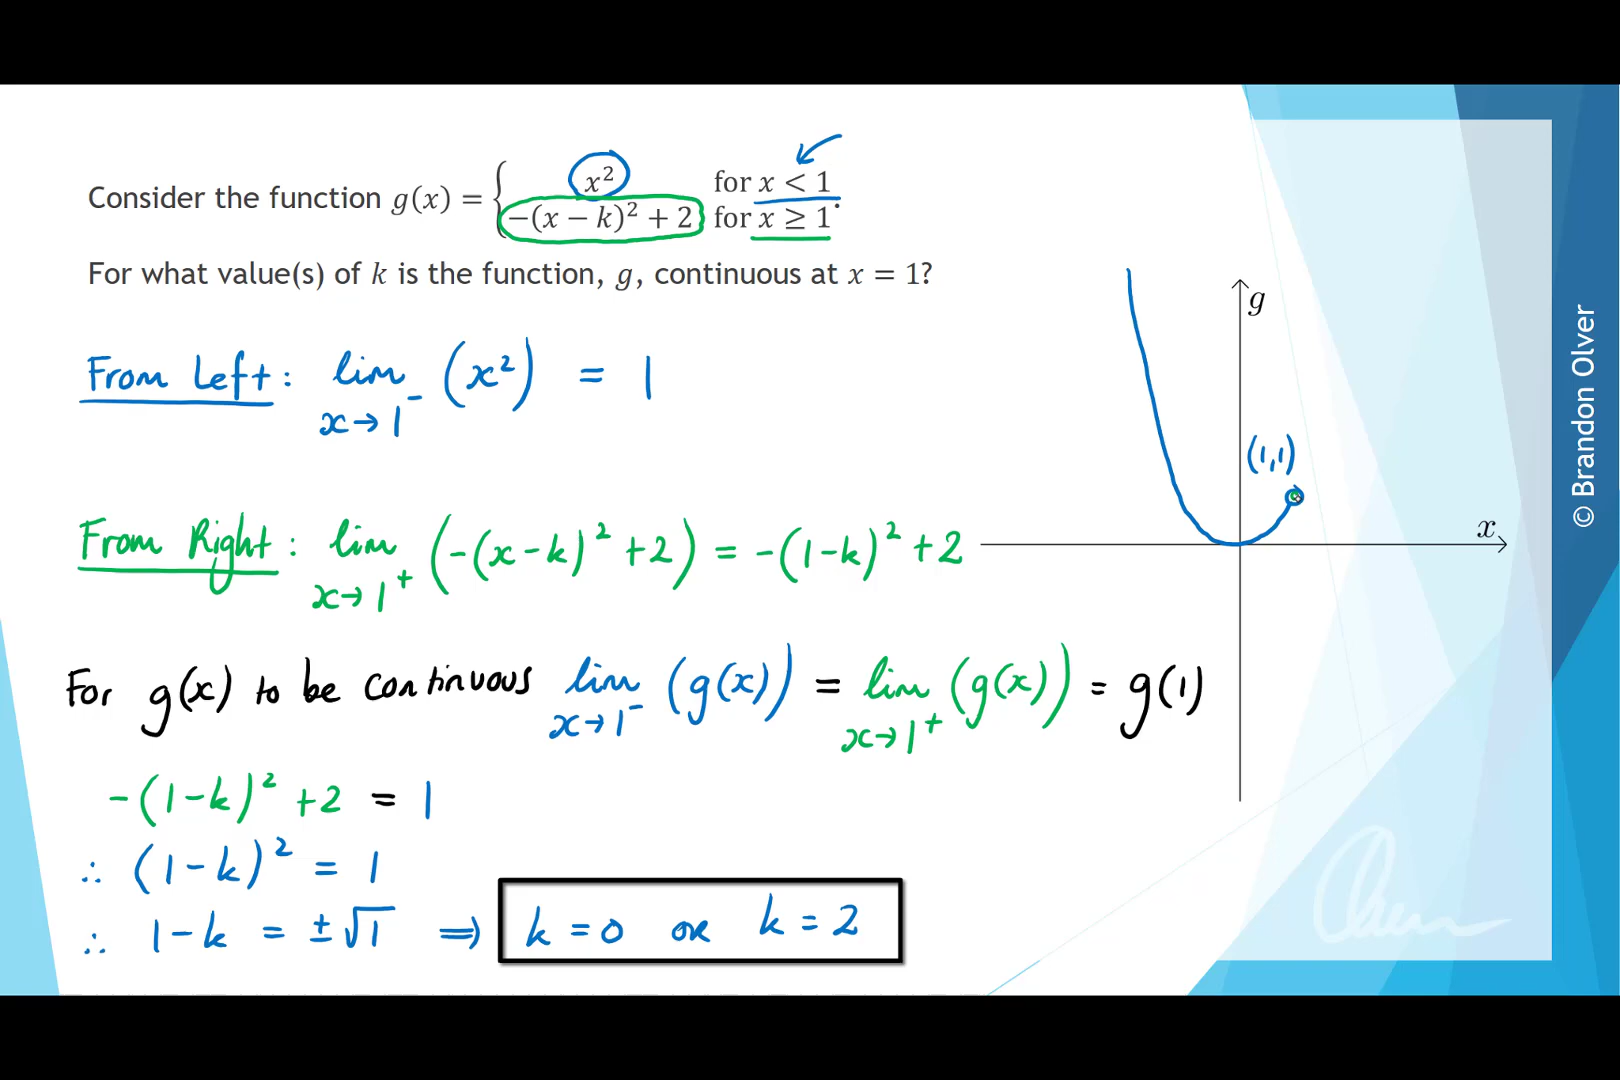 Consider the function g(x) = { x² for x < 1
−(x − k)² + 2 for x ≥ 1 .
For what value(s) of k is the function, g, continuous at x = 1?
From Left: lim x→1⁻ (x²) = 1
From Right: lim x→1⁺ (-(x-k)² +2) = -(1-k)² +2
For g(x) to be continuous lim x→1⁻ (g(x)) = lim x→1⁺ (g(x)) = g(1)
-(1-k)² +2 = 1
∴ (1-k)² = 1
∴ 1-k = ±√1 ⟹ k = 0 or k = 2
g
(1,1)
x
© Brandon Olver